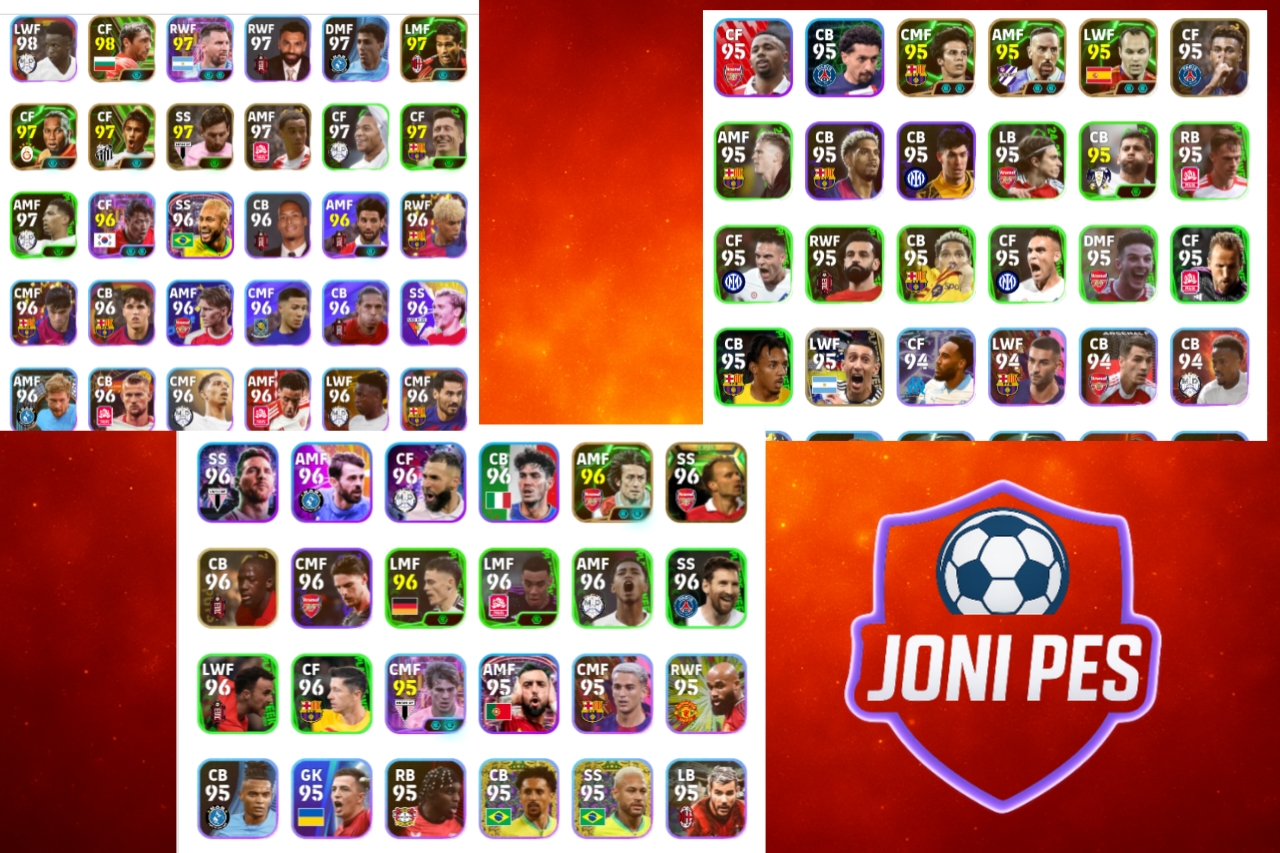 LWF 98
CF 98
RWF 97
RWF 97
DMF 97
LMF 97
CF 97
CF 97
SS 97
AMF 97
CF 97
CF 97
AMF 97
CF 96
SS 96
CB 96
AMF 96
RWF 96
CMF 96
CB 96
AMF 96
CMF 96
CB 96
SS 96
AMF 96
CB 96
CMF 96
AMF 96
LWF 96
CMF 96
CF 95
CB 95
CMF 95
AMF 95
LWF 95
CF 95
AMF 95
CB 95
CB 95
LB 95
CB 95
RB 95
CF 95
RWF 95
CB 95
CF 95
DMF 95
CF 95
CB 95
LWF 95
CF 94
LWF 94
CB 94
CB 94
SS 96
AMF 96
CF 96
CB 96
AMF 96
SS 96
CB 96
CMF 96
LMF 96
LMF 96
AMF 96
SS 96
LWF 96
CF 96
CMF 95
AMF 95
CMF 95
RWF 95
CB 95
GK 95
RB 95
CB 95
SS 95
LB 95
JONI PES